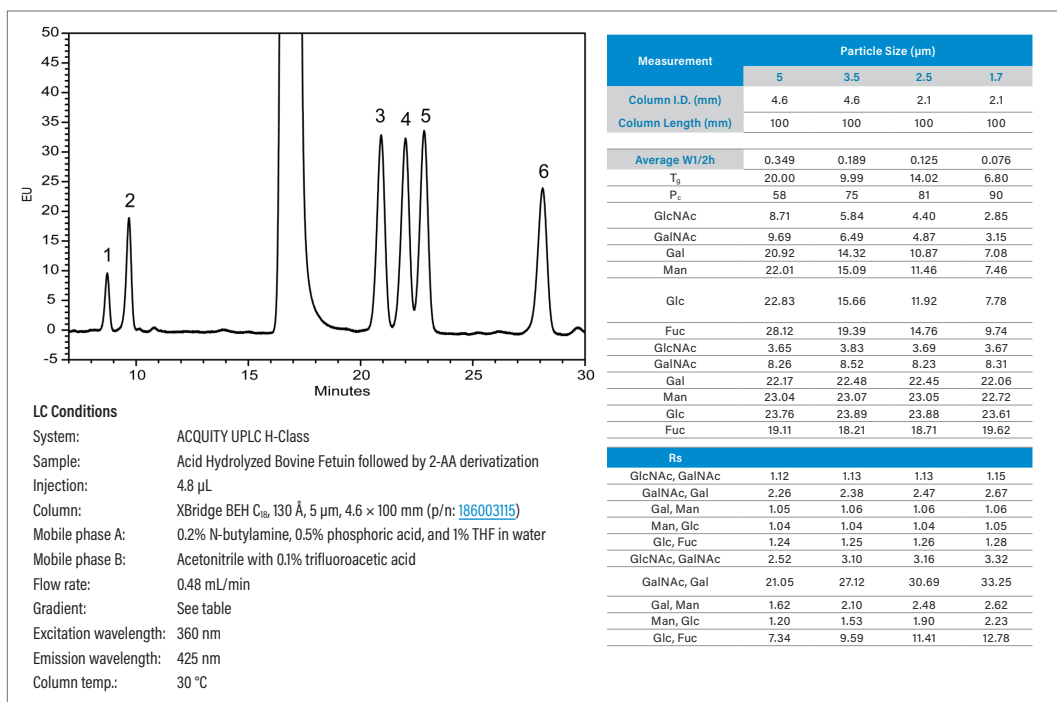 50
45
40
35
30
25
20
15
10
5
0
-5
EU
1
2
3
4
5
6
10
20
30
Minutes
LC Conditions
System: ACQUITY UPLC H-Class
Sample: Acid Hydrolyzed Bovine Fetuin followed by 2-AA derivatization
Injection: 4.8 µL
Column: XBridge BEH C₁₈, 130 Å, 5 µm, 4.6 × 100 mm (p/n: 186003115)
Mobile phase A: 0.2% N-butylamine, 0.5% phosphoric acid, and 1% THF in water
Mobile phase B: Acetonitrile with 0.1% trifluoroacetic acid
Flow rate: 0.48 mL/min
Gradient: See table
Excitation wavelength: 360 nm
Emission wavelength: 425 nm
Column temp.: 30 °C
Measurement Particle Size (µm)
5 3.5 2.5 1.7
Column I.D. (mm) 4.6 4.6 2.1 2.1
Column Length (mm) 100 100 100 100
Average W1/2h 0.349 0.189 0.125 0.076
T₉ 20.00 9.99 14.02 6.80
P꜀ 58 75 81 90
GlcNAc 8.71 5.84 4.40 2.85
GalNAc 9.69 6.49 4.87 3.15
Gal 20.92 14.32 10.87 7.08
Man 22.01 15.09 11.46 7.46
Glc 22.83 15.66 11.92 7.78
Fuc 28.12 19.39 14.76 9.74
GlcNAc 3.65 3.83 3.69 3.67
GalNAc 8.26 8.52 8.23 8.31
Gal 22.17 22.48 22.45 22.06
Man 23.04 23.07 23.05 22.72
Glc 23.76 23.89 23.88 23.61
Fuc 19.11 18.21 18.71 19.62
Rs
GlcNAc, GalNAc 1.12 1.13 1.13 1.15
GalNAc, Gal 2.26 2.38 2.47 2.67
Gal, Man 1.05 1.06 1.06 1.06
Man, Glc 1.04 1.04 1.04 1.05
Glc, Fuc 1.24 1.25 1.26 1.28
GlcNAc, GalNAc 2.52 3.10 3.16 3.32
GalNAc, Gal 21.05 27.12 30.69 33.25
Gal, Man 1.62 2.10 2.48 2.62
Man, Glc 1.20 1.53 1.90 2.23
Glc, Fuc 7.34 9.59 11.41 12.78